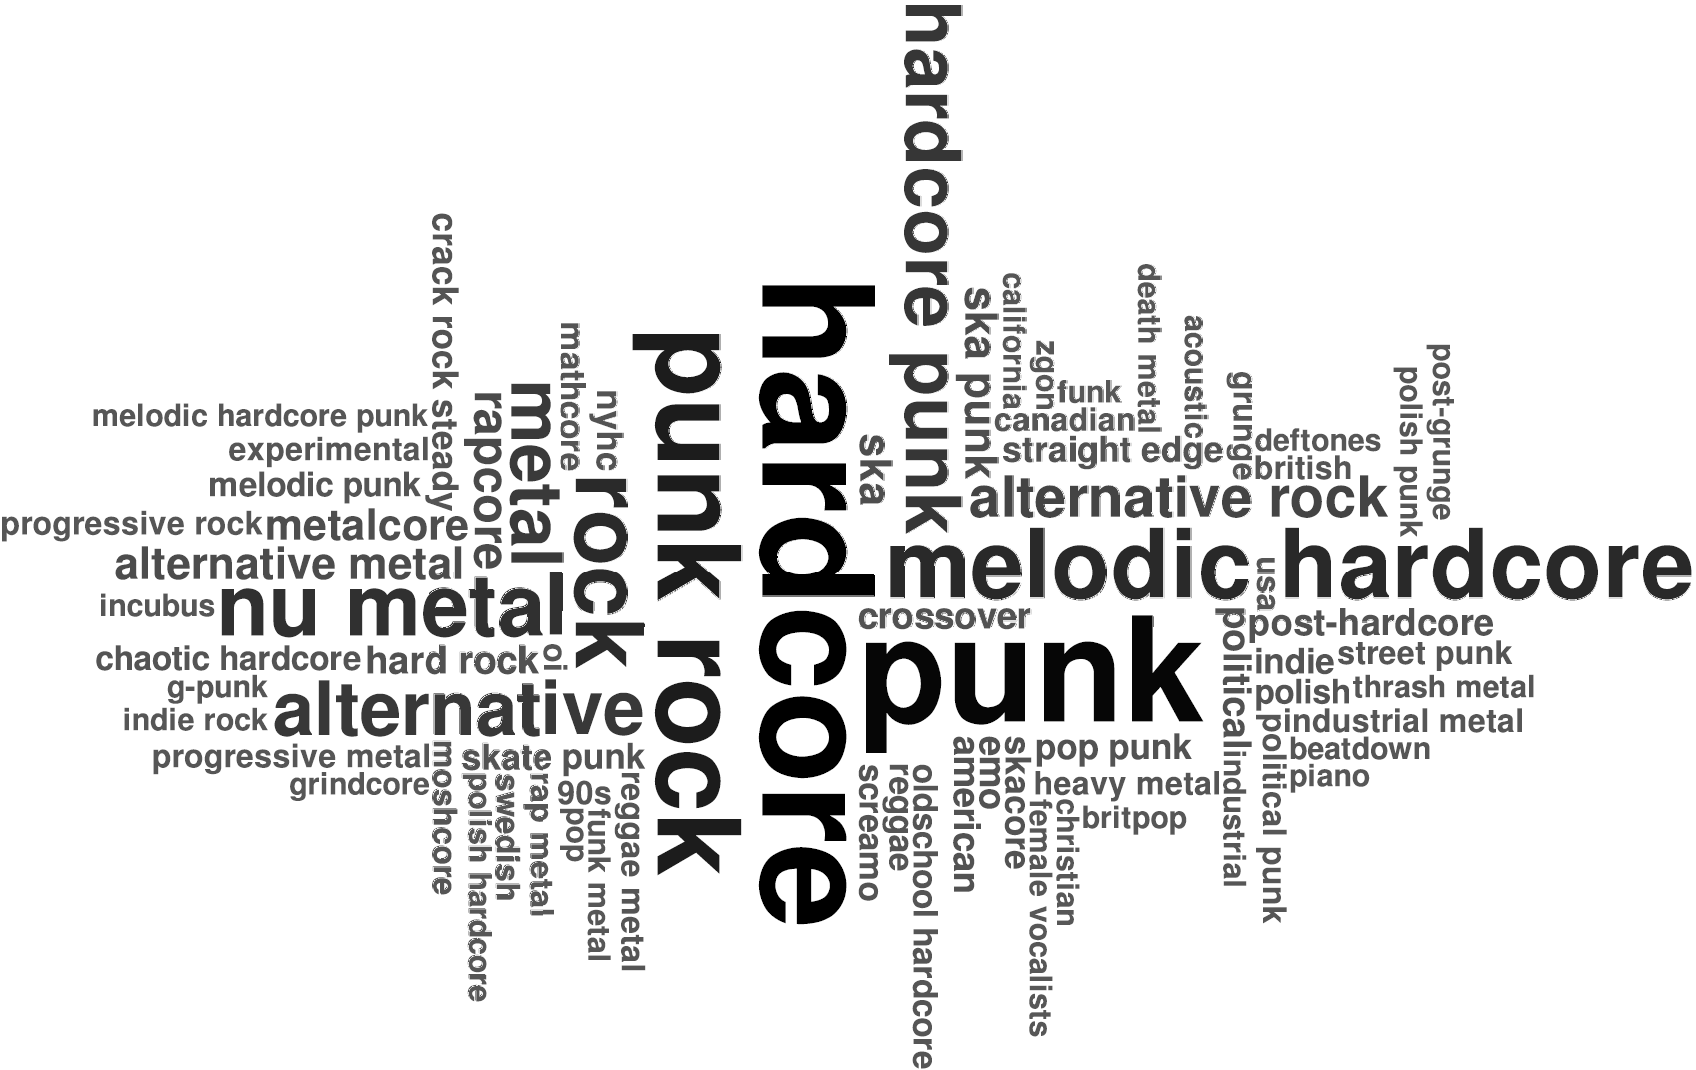 crack rock steady
melodic hardcore punk
experimental
melodic punk
progressive rock
metalcore
alternative metal
incubus
nu metal
chaotic hardcore
hard rock
oi
g-punk
indie rock
alternative
progressive metal
grindcore
moshcore
skate punk
polish hardcore
swedish
rap metal
90s
pop
funk metal
reggae metal
rapcore
metal
mathcore
nyhc
rock
punk rock
hardcore
ska
hardcore punk
ska punk
california
zgon
funk
canadian
death metal
acoustic
straight edge
grunge
deftones
british
polish punk
post-grunge
alternative rock
melodic hardcore
crossover
usa
punk
political
post-hardcore
indie
street punk
polish
thrash metal
industrial metal
political punk
beatdown
piano
industrial
screamo
reggae
oldschool hardcore
american
emo
skacore
pop punk
heavy metal
female vocalists
christian
britpop